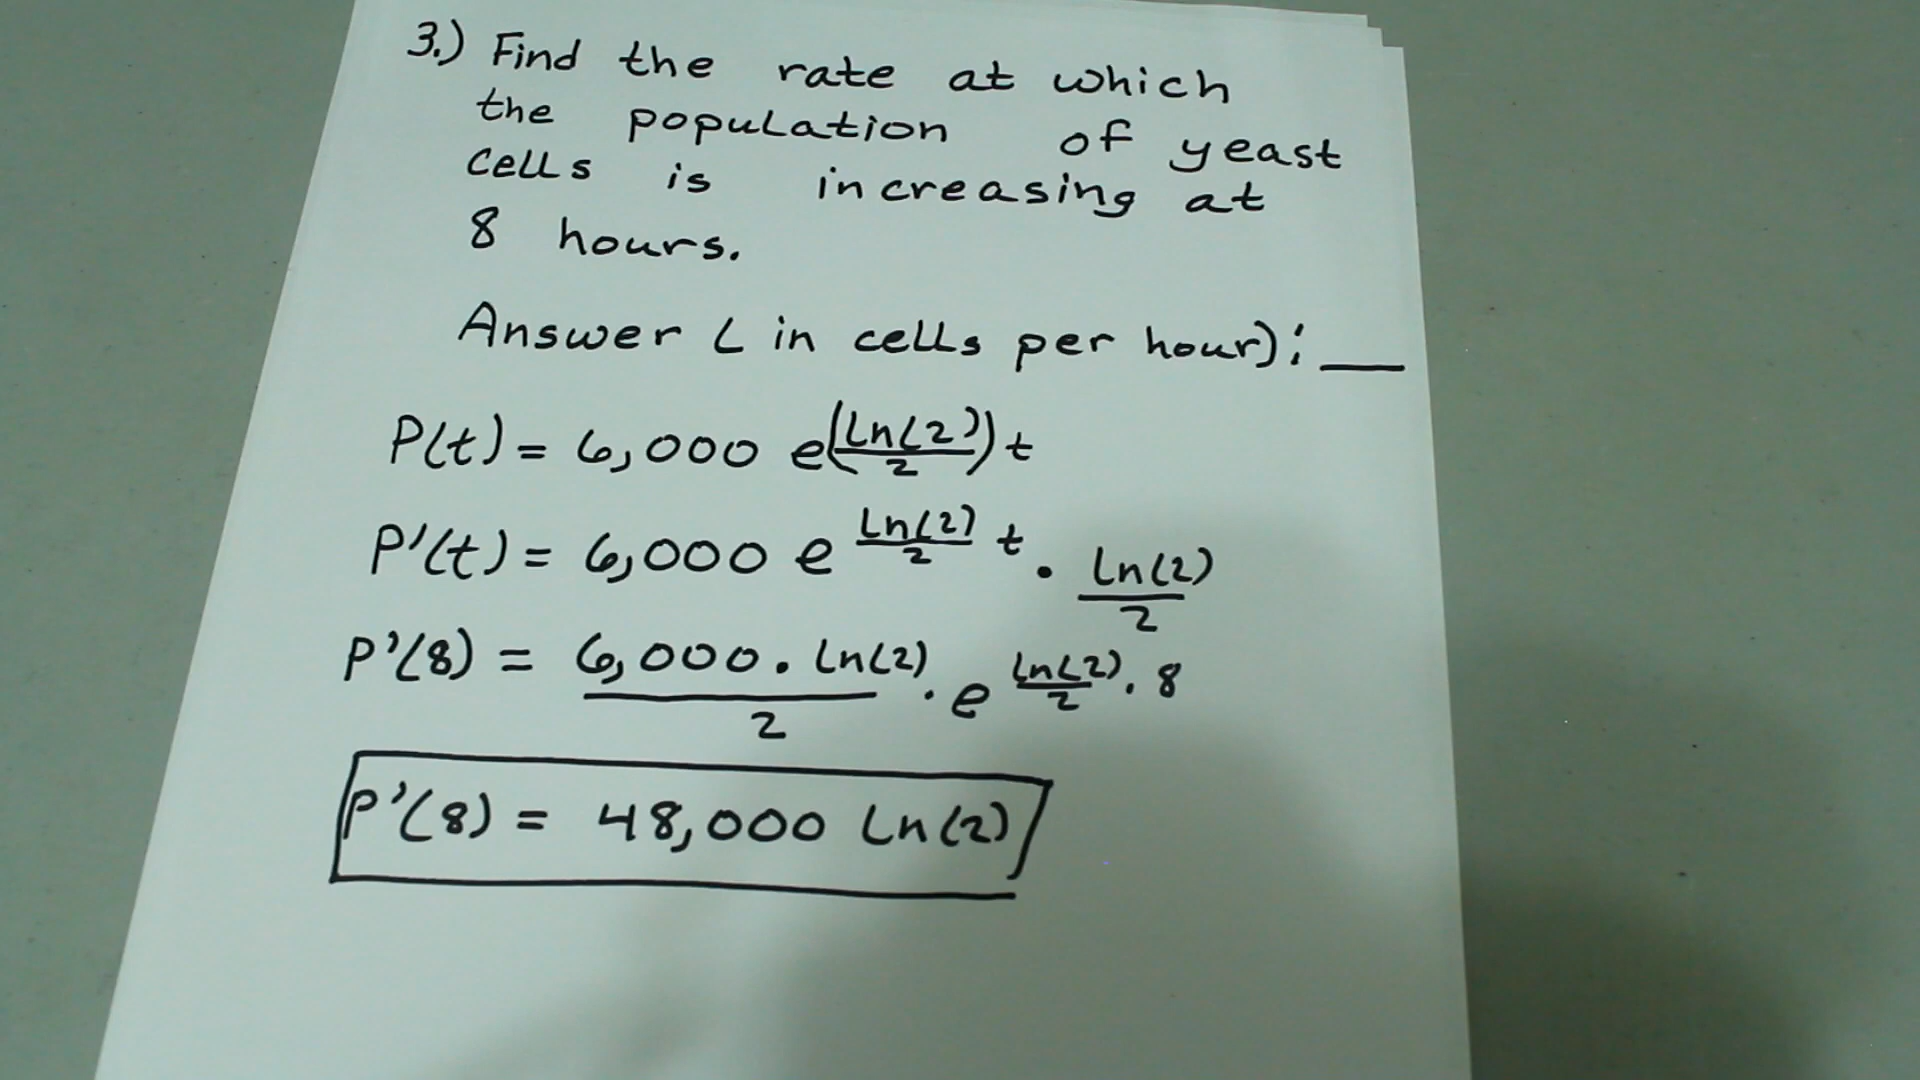 3.) Find the rate at which
the population of yeast
cells is increasing at
8 hours.
Answer (in cells per hour): __
P(t) = 6,000 e^((ln(2)/2)) t
P'(t) = 6,000 e^(ln(2)/2 t) · ln(2)/2
P'(8) = 6,000 · ln(2)/2 · e^(ln(2)/2 · 8)
P'(8) = 48,000 ln(2)